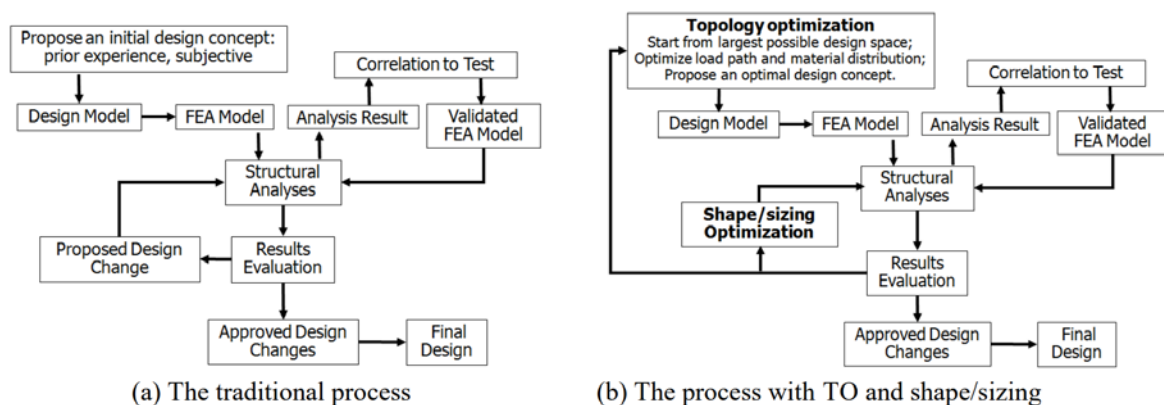 Propose an initial design concept:
prior experience, subjective
Correlation to Test
Design Model
FEA Model
Analysis Result
Validated
FEA Model
Structural
Analyses
Proposed Design
Change
Results
Evaluation
Approved Design
Changes
Final
Design
(a) The traditional process
Topology optimization
Start from largest possible design space;
Optimize load path and material distribution;
Propose an optimal design concept.
Correlation to Test
Design Model
FEA Model
Analysis Result
Validated
FEA Model
Structural
Analyses
Shape/sizing
Optimization
Results
Evaluation
Approved Design
Changes
Final
Design
(b) The process with TO and shape/sizing